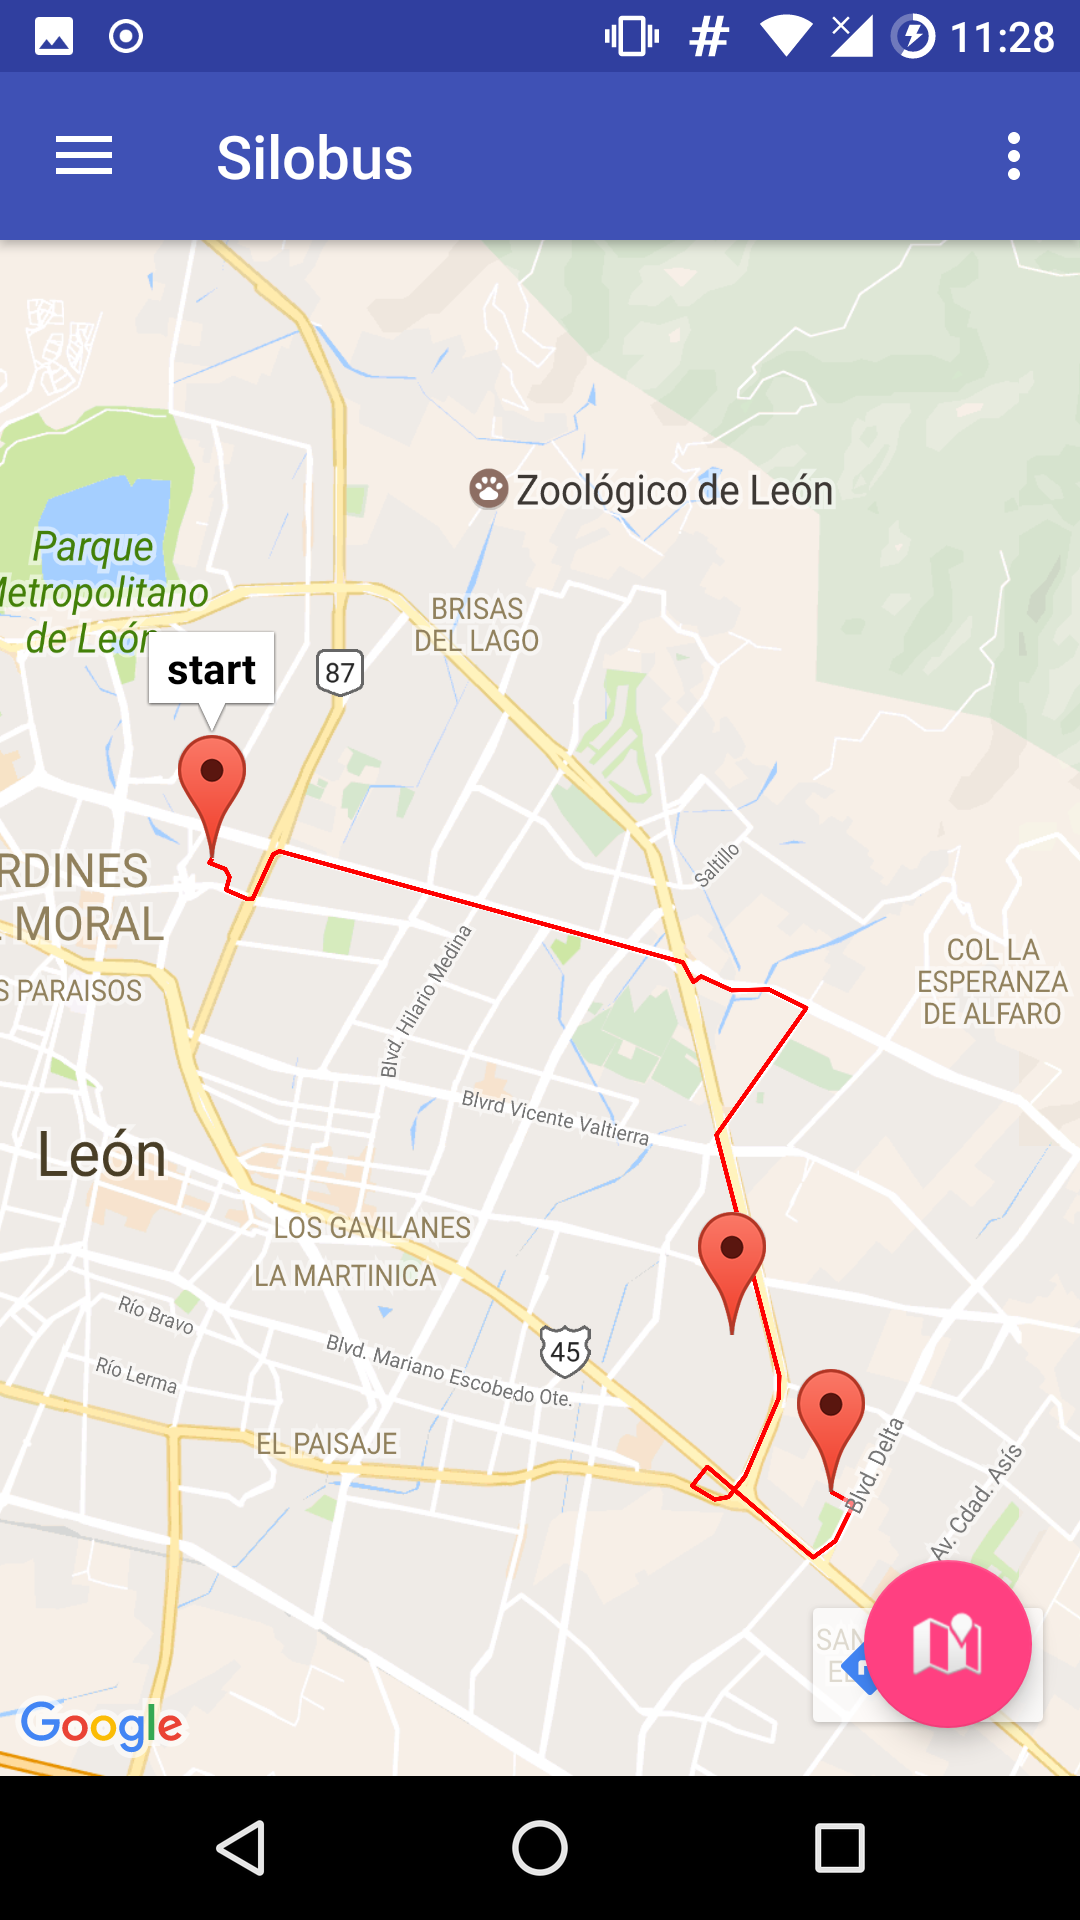 11:28
Silobus
Zoológico de León
Parque
Metropolitano
de León
BRISAS
DEL LAGO
start
87
Saltillo
RDINES
MORAL
S PARAISOS
Blvd. Hilario Medina
COL LA
ESPERANZA
DE ALFARO
Blvrd Vicente Valtierra
León
LOS GAVILANES
LA MARTINICA
Río Bravo
Blvd. Mariano Escobedo Ote.
45
Río Lerma
EL PAISAJE
Blvd. Delta
Av. Cdad. Asís
SAN
Google